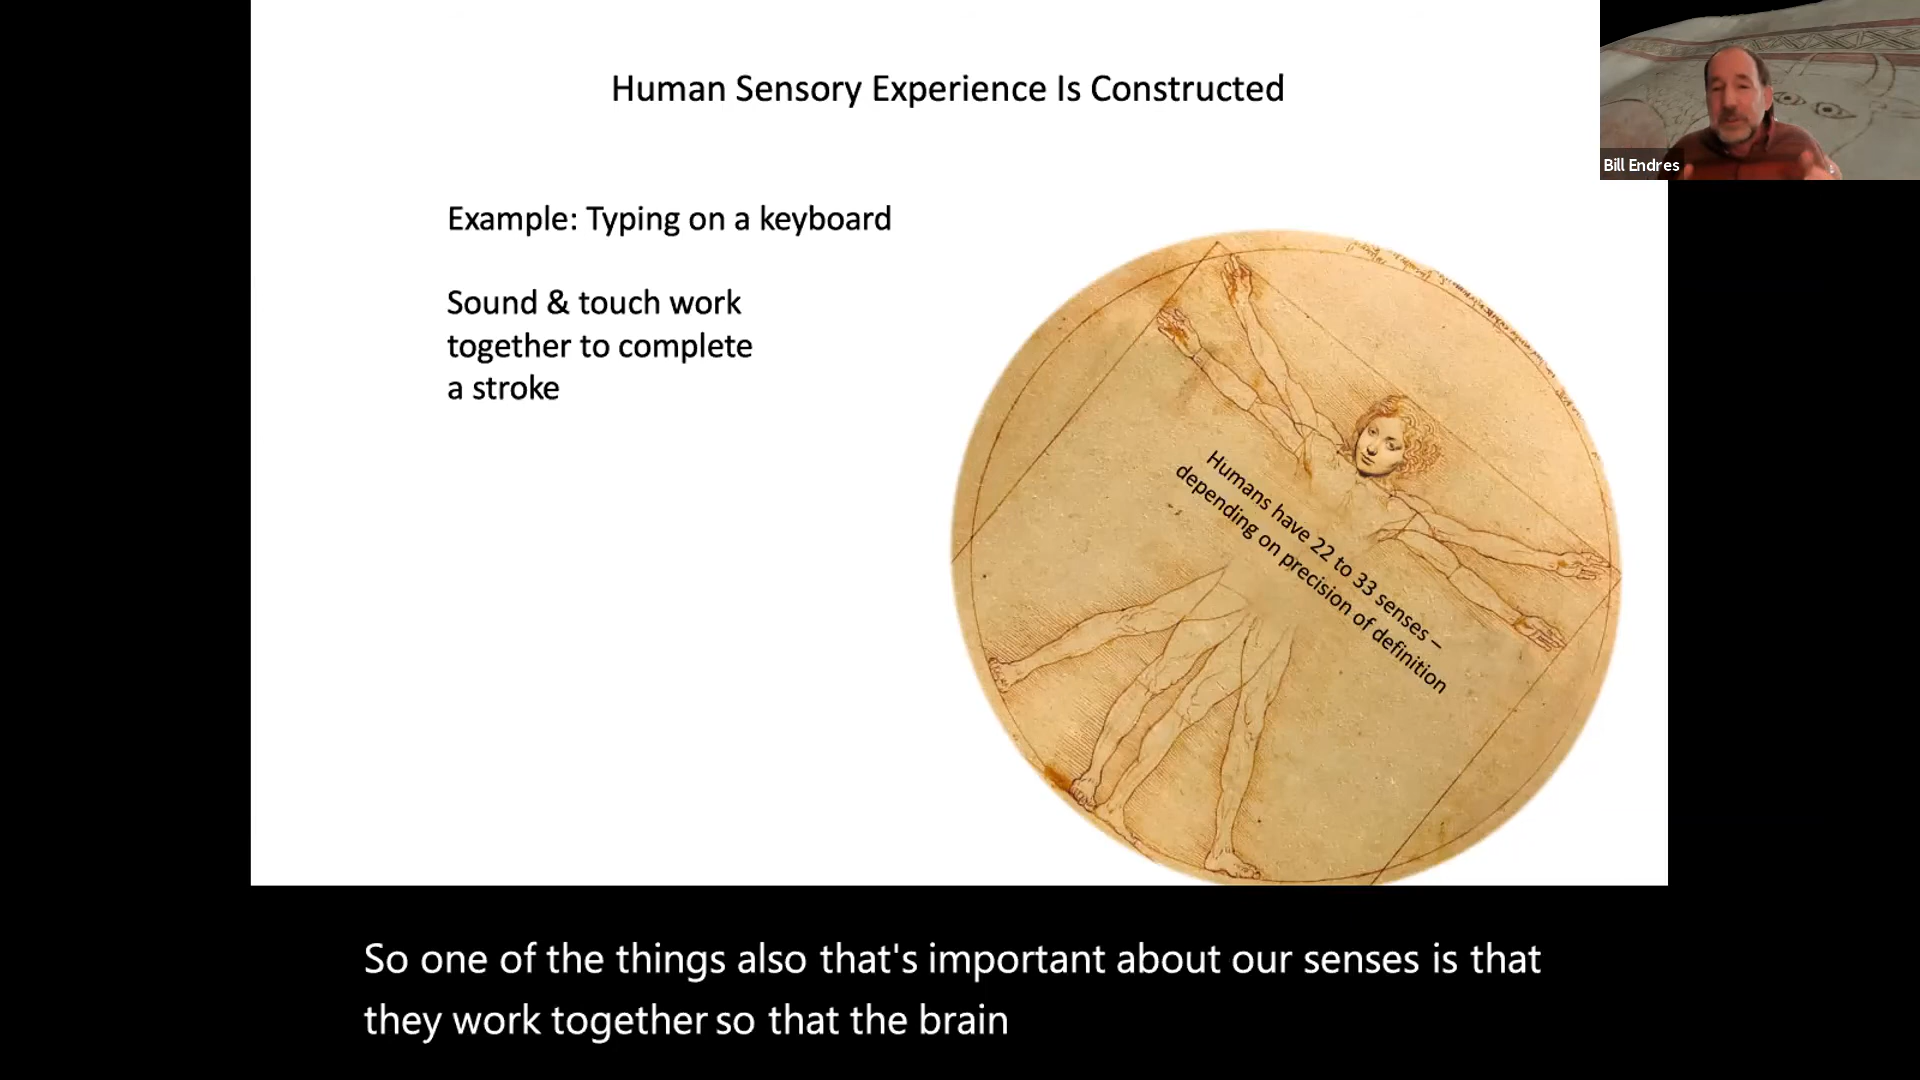 Human Sensory Experience Is Constructed
Bill Endres
Example: Typing on a keyboard
Sound & touch work
together to complete
a stroke
Humans have 22 to 33 senses –
depending on precision of definition
So one of the things also that's important about our senses is that
they work together so that the brain